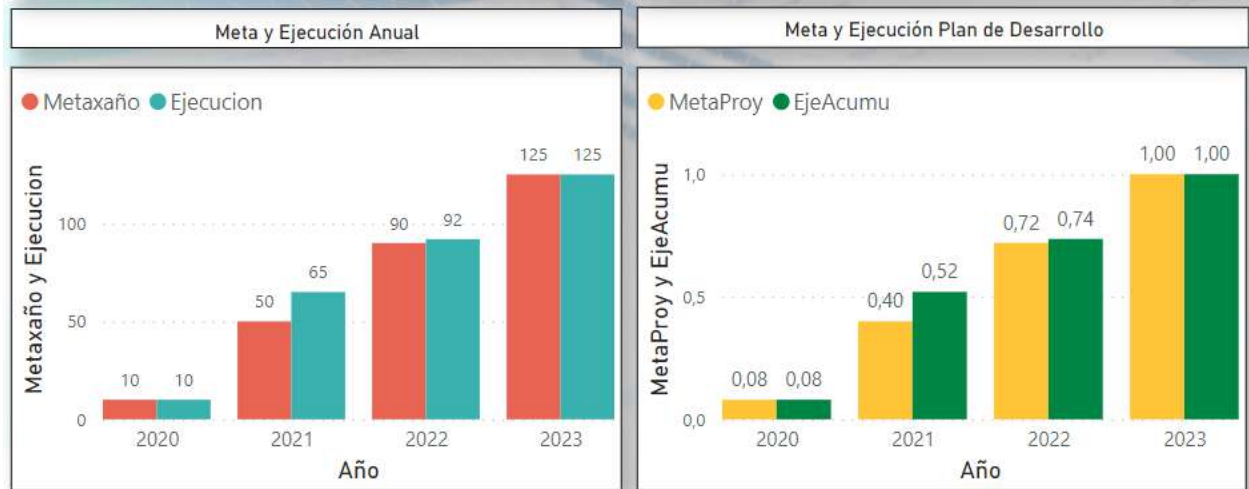 Meta y Ejecución Anual
Metaxaño Ejecucion
Metaxaño y Ejecucion
100
50
0
10 10
50 65
90 92
125 125
2020 2021 2022 2023
Año
Meta y Ejecución Plan de Desarrollo
MetaProy EjeAcumu
MetaProy y EjeAcumu
1,0
0,5
0,0
0,08 0,08
0,40 0,52
0,72 0,74
1,00 1,00
2020 2021 2022 2023
Año